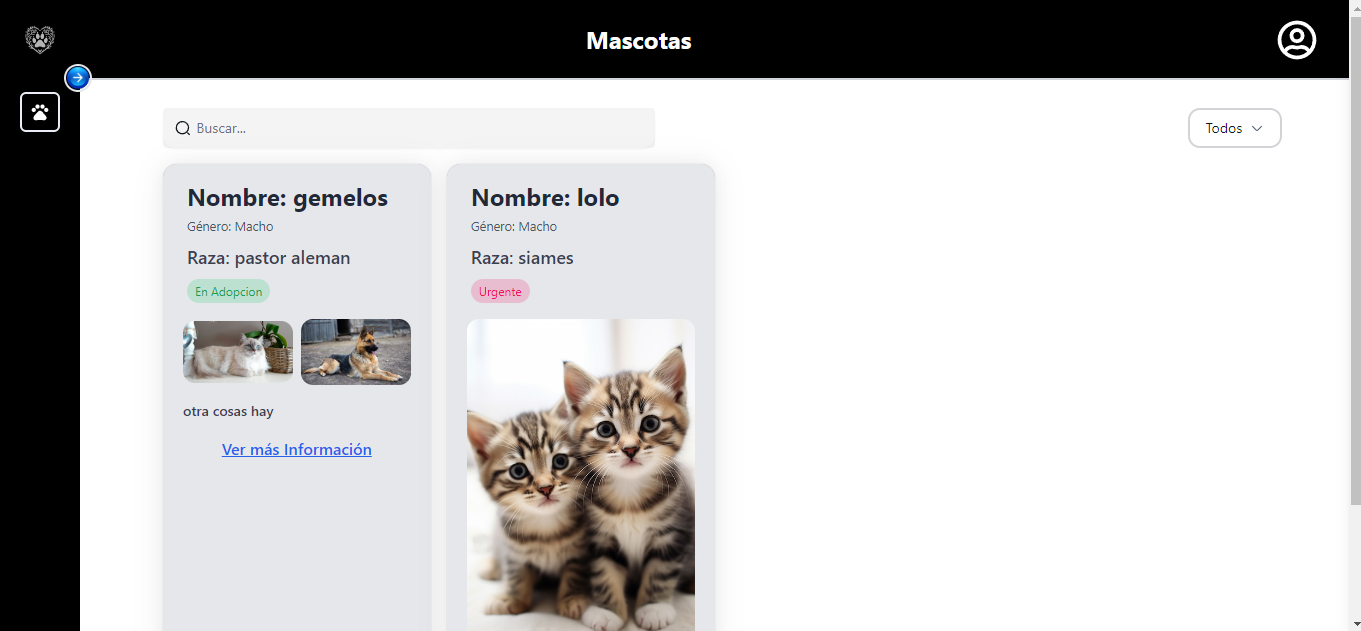 Mascotas
Buscar...
Todos
Nombre: gemelos
Género: Macho
Raza: pastor aleman
En Adopcion
otra cosas hay
Ver más Información
Nombre: lolo
Género: Macho
Raza: siames
Urgente